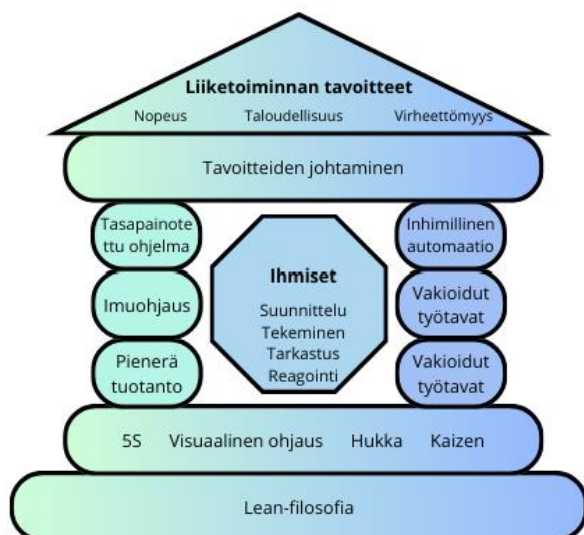 Liiketoiminnan tavoitteet
Nopeus Taloudellisuus Virheettömyys
Tavoitteiden johtaminen
Tasapainote
ttu ohjelma
Imuohjaus
Pienerä
tuotanto
Ihmiset
Suunnittelu
Tekeminen
Tarkastus
Reagointi
Inhimillinen
automaatio
Vakioidut
työtavat
Vakioidut
työtavat
5S Visuaalinen ohjaus Hukka Kaizen
Lean-filosofia